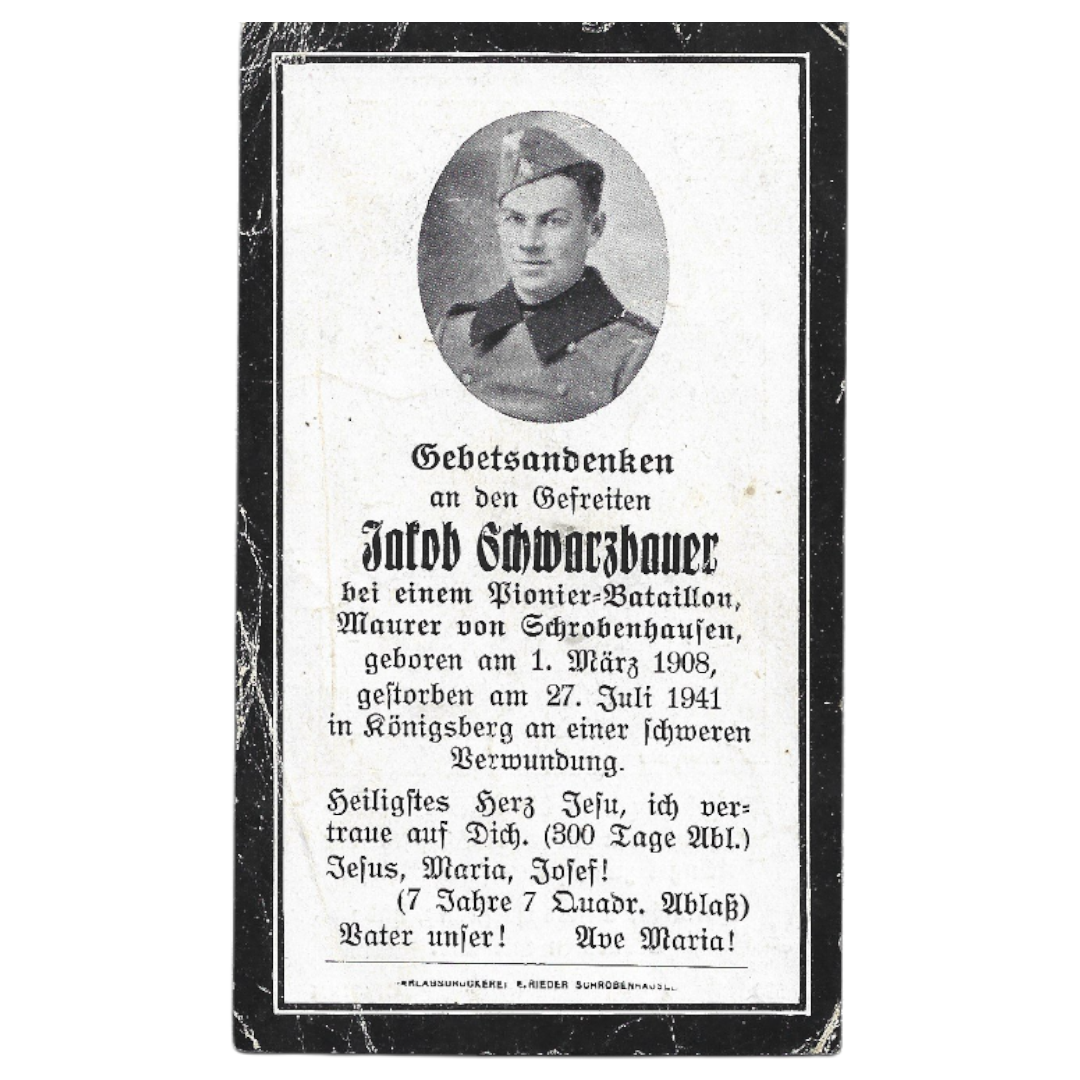 Gebetsandenken
an den Gefreiten
Jakob Schwarzbauer
bei einem Pionier=Bataillon,
Maurer von Schrobenhausen,
geboren am 1. März 1908,
gestorben am 27. Juli 1941
in Königsberg an einer schweren
Verwundung.
Heiligstes Herz Jesu, ich ver=
traue auf Dich. (300 Tage Abl.)
Jesus, Maria, Josef!
(7 Jahre 7 Quadr. Ablaß)
Vater unser! Ave Maria!
E. RIEDER SCHROBENHAUSEN